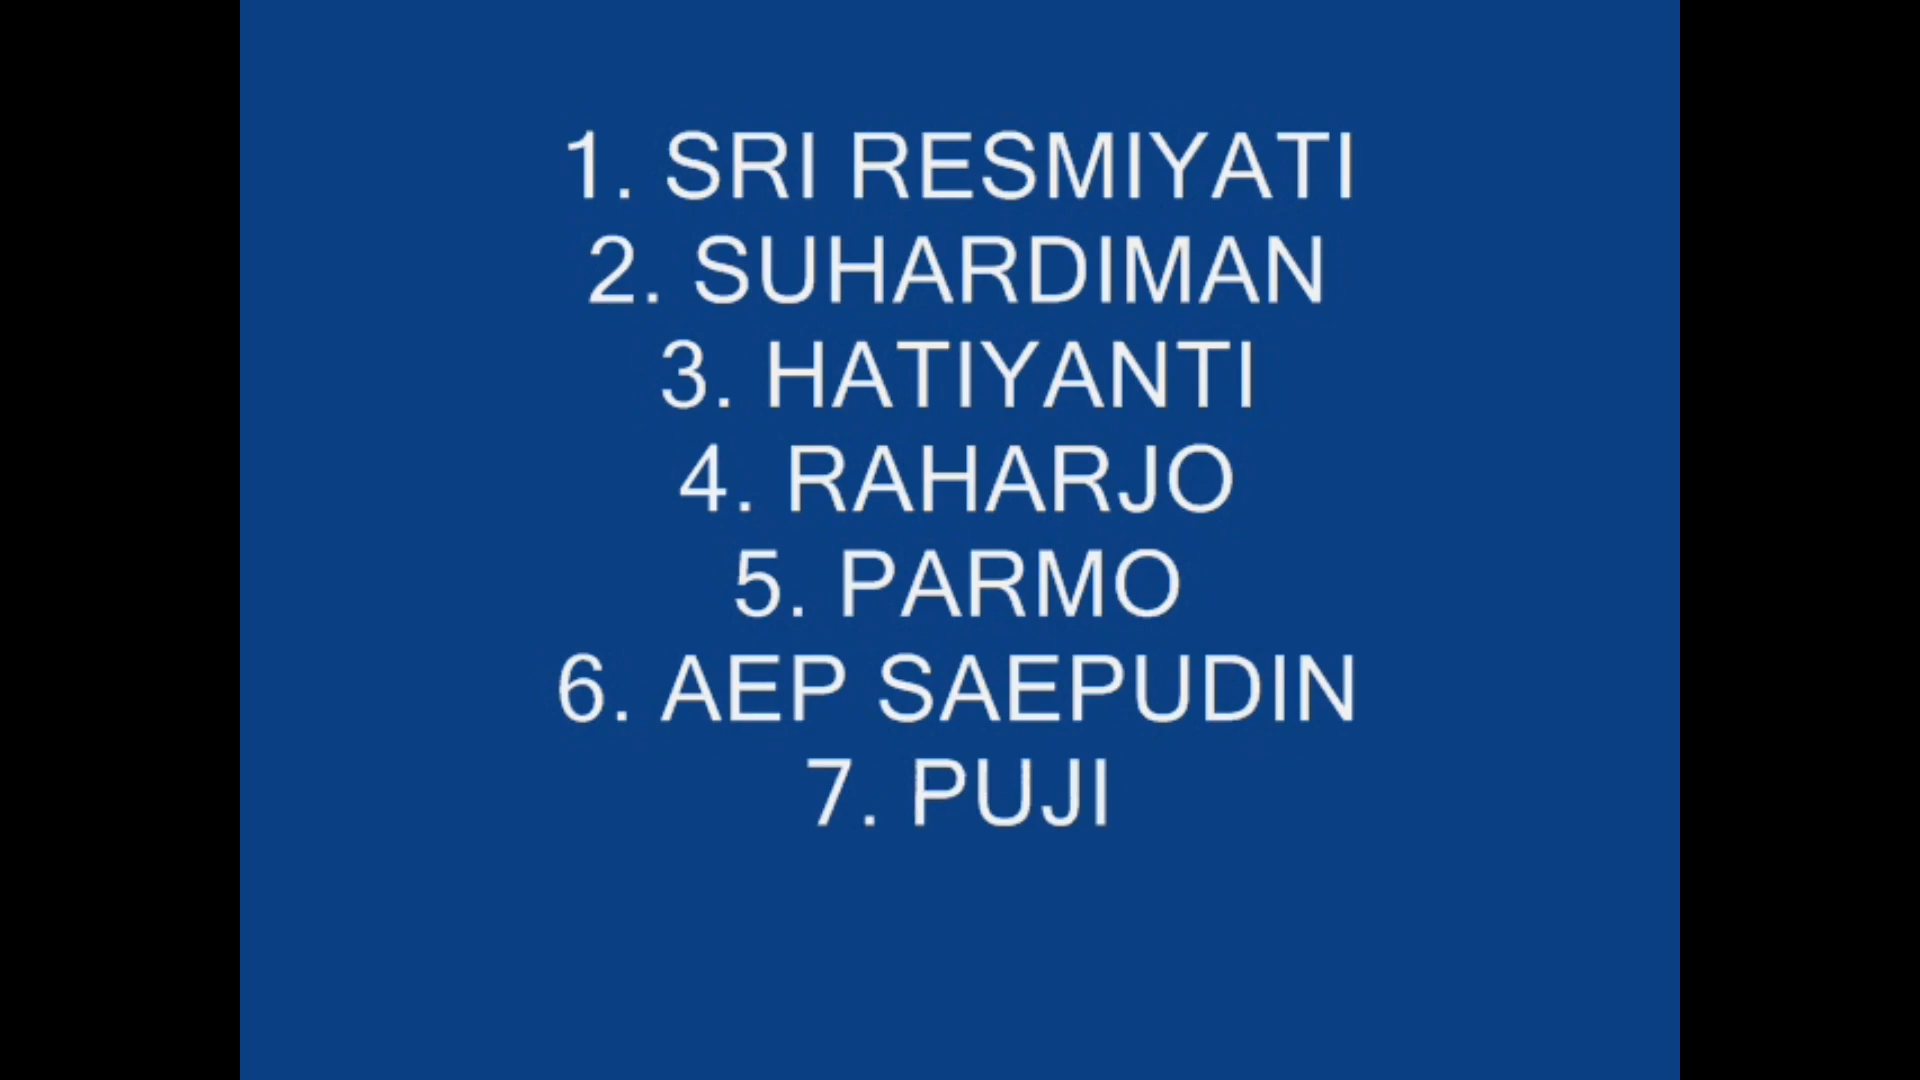 1. SRI RESMIYATI
2. SUHARDIMAN
3. HATIYANTI
4. RAHARJO
5. PARMO
6. AEP SAEPUDIN
7. PUJI